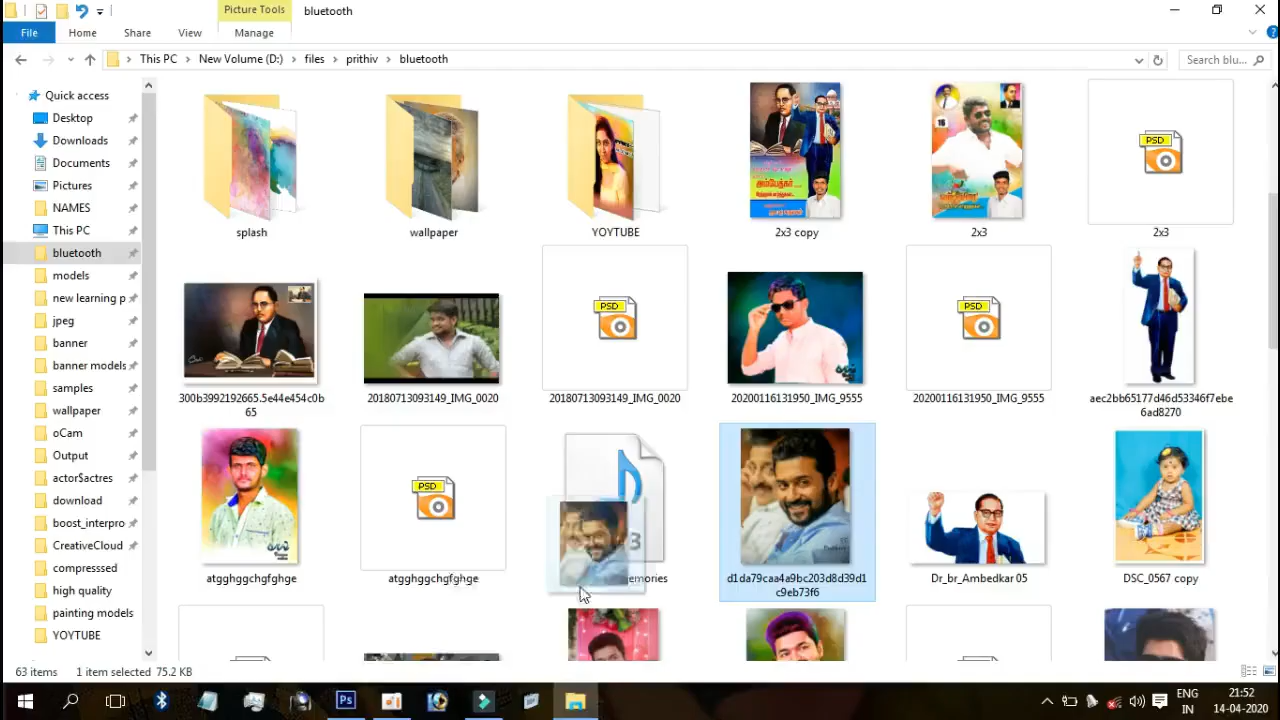 Picture Tools
bluetooth
File
Home
Share
View
Manage
This PC
New Volume (D:)
files
prithiv
bluetooth
Search blu...
Quick access
Desktop
Downloads
Documents
Pictures
NAMES
This PC
bluetooth
models
new learning p
jpeg
banner
banner models
samples
wallpaper
oCam
Output
actor$actres
download
boost_interpro
CreativeCloud
compresssed
high quality
painting models
YOYTUBE
splash
wallpaper
YOYTUBE
2x3 copy
2x3
PSD
2x3
300b3992192665.5e44e454c0b
65
20180713093149_IMG_0020
PSD
20180713093149_IMG_0020
20200116131950_IMG_9555
PSD
20200116131950_IMG_9555
aec2bb65177d46d53346f7ebe
6ad8270
atgghggchgfghge
PSD
atgghggchgfghge
3
emories
d1da79caa4a9bc203d8d39d1
c9eb73f6
Dr_br_Ambedkar 05
DSC_0567 copy
63 items
1 item selected 75.2 KB
Ps
ENG
IN
21:52
14-04-2020